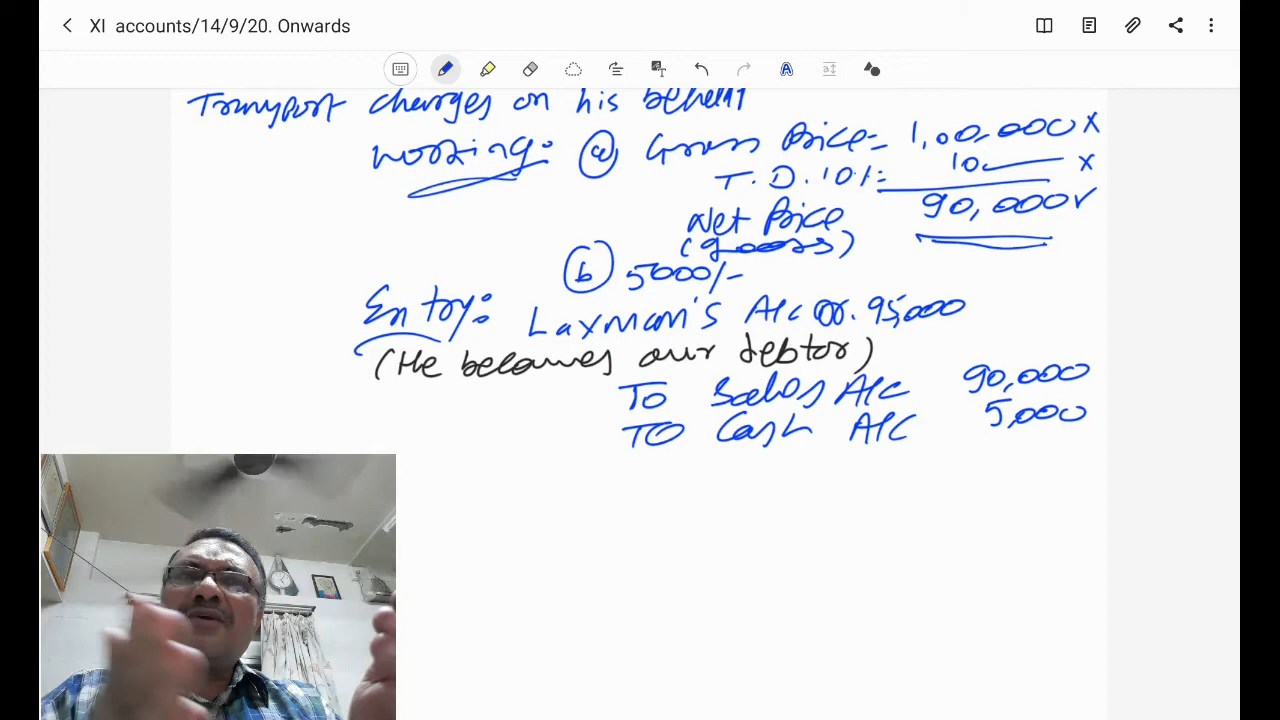 XI accounts/14/9/20. Onwards
Transport charges on his behalf
working: (a) Gross Price = 1,00,000 x
T.D. 10% = 10 x
Net Price 90,000 ✓
(goods)
(b) 5000/-
Entry: Laxman's A/c Dr. 95,000
(He becomes our debtor)
To Sales A/c 90,000
To Cash A/c 5,000